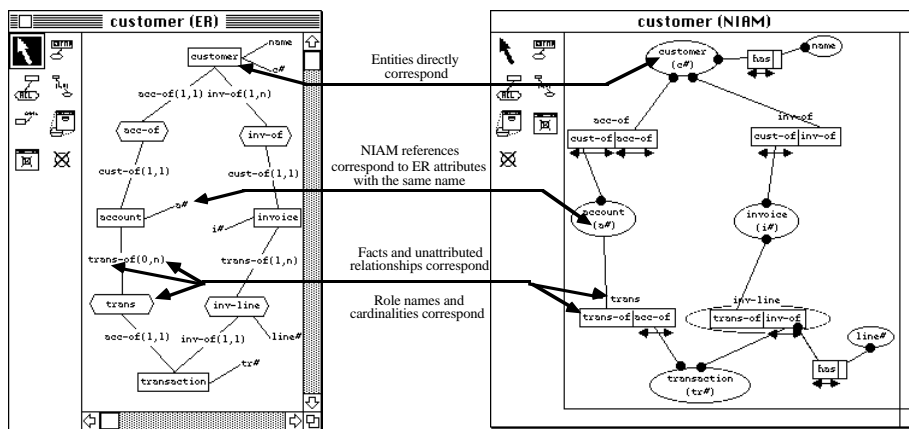 customer (ER)
name
customer
c#
acc-of(1,1) inv-of(1,n)
acc-of
inv-of
cust-of(1,1)
cust-of(1,1)
a#
account
invoice
i#
trans-of(0,n)
trans-of(1,n)
trans
inv-line
acc-of(1,1)
inv-of(1,1)
line#
tr#
transaction
Entities directly
correspond
NIAM references
correspond to ER attributes
with the same name
Facts and unattributed
relationships correspond
Role names and
cardinalities correspond
customer (NIAM)
customer
(c#)
has
name
acc-of
cust-of acc-of
inv-of
cust-of inv-of
account
(a#)
invoice
(i#)
trans
trans-of acc-of
inv-line
trans-of inv-of
line#
has
transaction
(tr#)